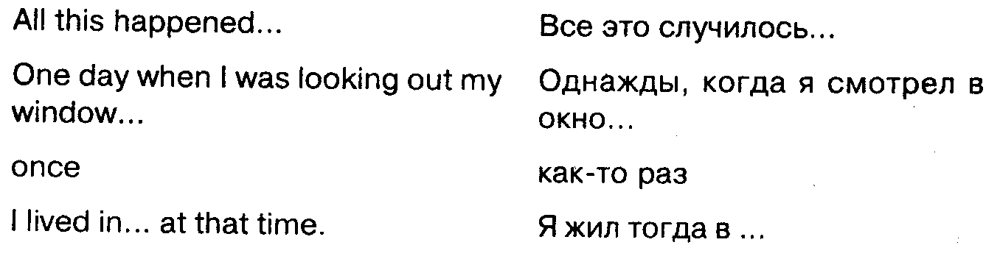 All this happened...
Все это случилось...
One day when I was looking out my
window...
Однажды, когда я смотрел в
окно...
once
как-то раз
I lived in... at that time.
Я жил тогда в ...